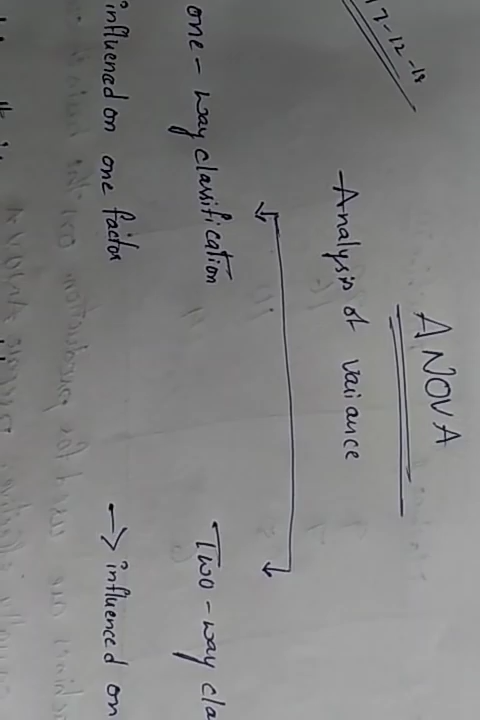 17-12-18
ANOVA
Analysis of variance
one-way classification Two-way cla
influenced on one factor → influenced on